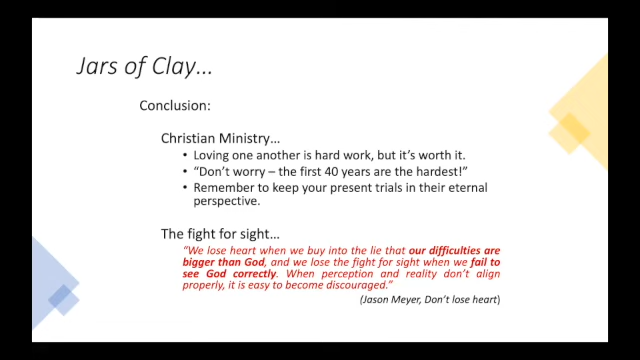 Jars of Clay...
Conclusion:
Christian Ministry...
• Loving one another is hard work, but it's worth it.
• “Don't worry – the first 40 years are the hardest!”
• Remember to keep your present trials in their eternal
perspective.
The fight for sight...
“We lose heart when we buy into the lie that our difficulties are
bigger than God, and we lose the fight for sight when we fail to
see God correctly. When perception and reality don't align
properly, it is easy to become discouraged.”
(Jason Meyer, Don't lose heart)